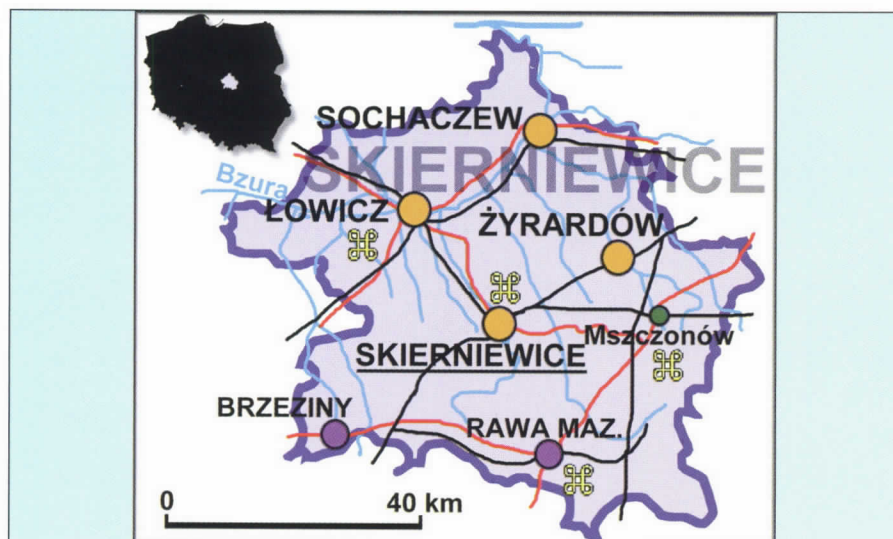 SOCHACZEW
SKIERNIEWICE
Bzura
ŁOWICZ
ŻYRARDÓW
SKIERNIEWICE
Mszczonów
BRZEZINY
RAWA MAZ.
0 40 km